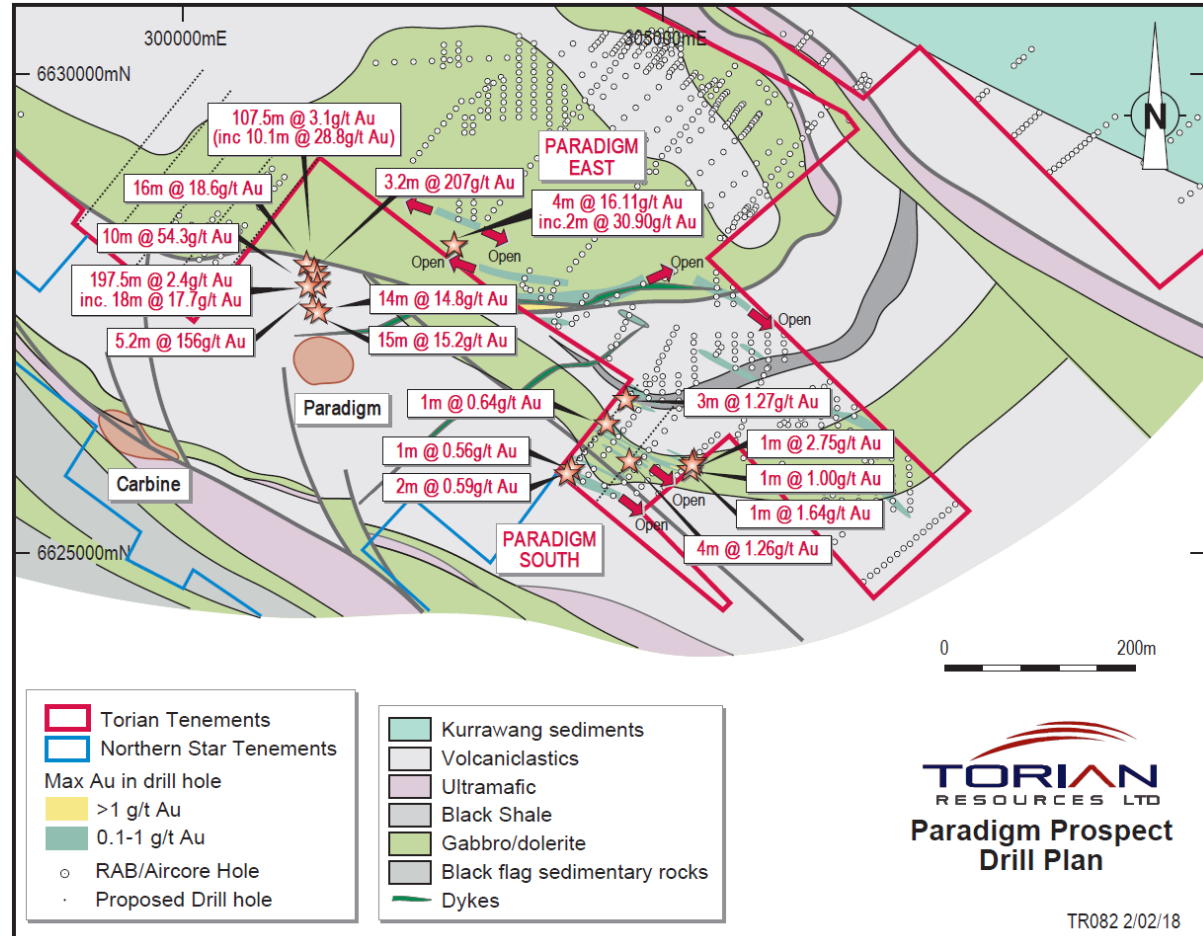 300000mE
305000mE
6630000mN
N
107.5m @ 3.1g/t Au
(inc 10.1m @ 28.8g/t Au)
PARADIGM
EAST
16m @ 18.6g/t Au
3.2m @ 207g/t Au
4m @ 16.11g/t Au
inc.2m @ 30.90g/t Au
10m @ 54.3g/t Au
Open
Open
Open
197.5m @ 2.4g/t Au
inc. 18m @ 17.7g/t Au
14m @ 14.8g/t Au
Open
5.2m @ 156g/t Au
15m @ 15.2g/t Au
Paradigm
1m @ 0.64g/t Au
3m @ 1.27g/t Au
1m @ 0.56g/t Au
1m @ 2.75g/t Au
Carbine
2m @ 0.59g/t Au
1m @ 1.00g/t Au
Open
Open
1m @ 1.64g/t Au
PARADIGM
SOUTH
4m @ 1.26g/t Au
6625000mN
0
200m
Torian Tenements
Northern Star Tenements
Max Au in drill hole
>1 g/t Au
0.1-1 g/t Au
RAB/Aircore Hole
Proposed Drill hole
Kurrawang sediments
Volcaniclastics
Ultramafic
Black Shale
Gabbro/dolerite
Black flag sedimentary rocks
Dykes
TORIAN
RESOURCES LTD
Paradigm Prospect
Drill Plan
TR082 2/02/18